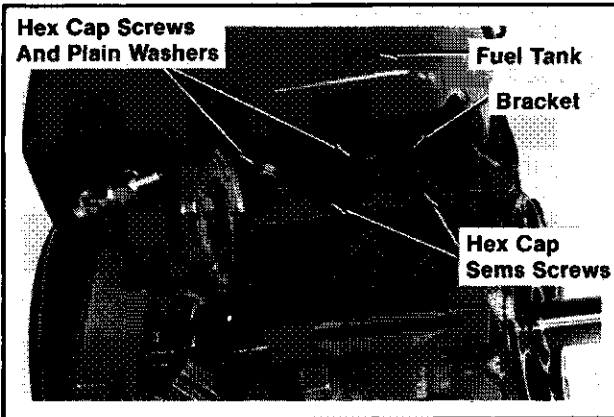 Hex Cap Screws
And Plain Washers
Fuel Tank
Bracket
Hex Cap
Sems Screws